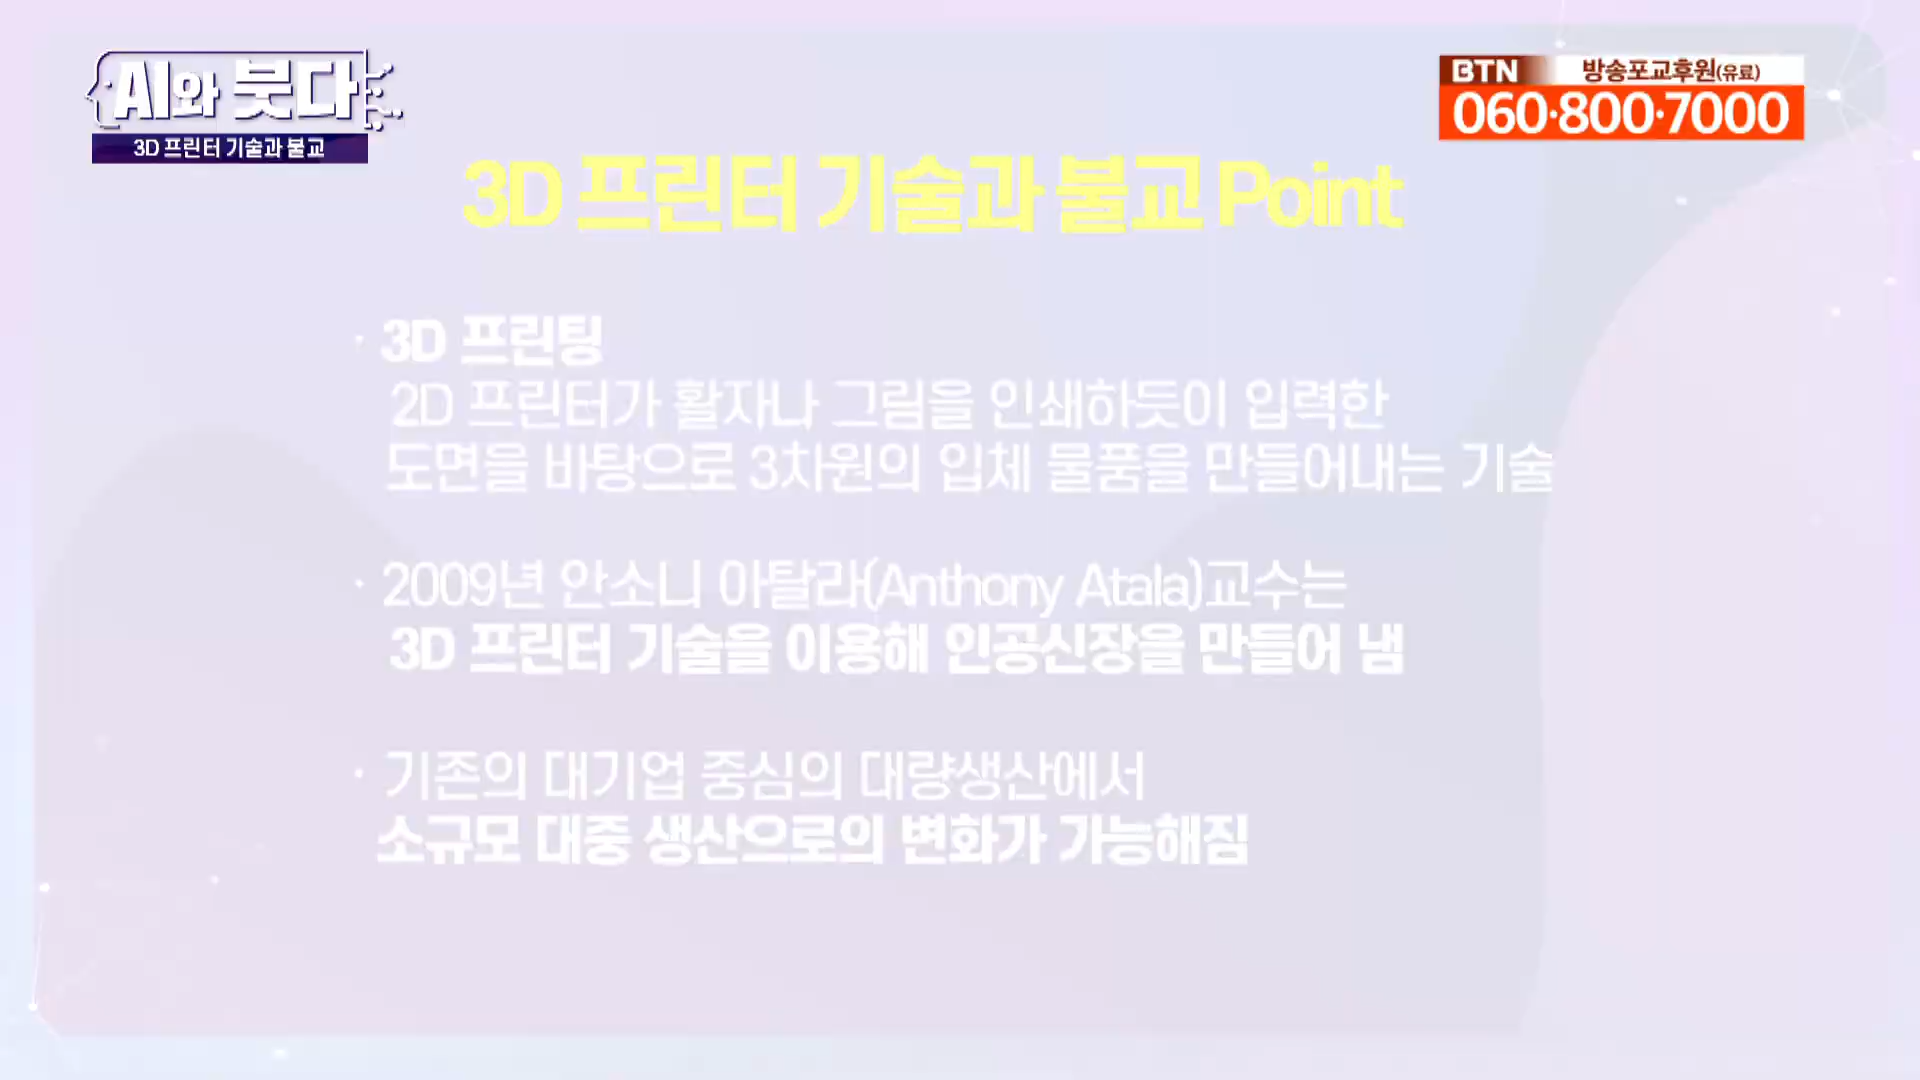 AI와 붓다
3D 프린터 기술과 불교
BTN 방송포교후원(유료)
060·800·7000
3D 프린터 기술과 불교 Point
· 3D 프린팅
2D 프린터가 활자나 그림을 인쇄하듯이 입력한
도면을 바탕으로 3차원의 입체 물품을 만들어내는 기술
· 2009년 안소니 아탈라(Anthony Atala)교수는
3D 프린터 기술을 이용해 인공신장을 만들어 냄
· 기존의 대기업 중심의 대량생산에서
소규모 대중 생산으로의 변화가 가능해짐